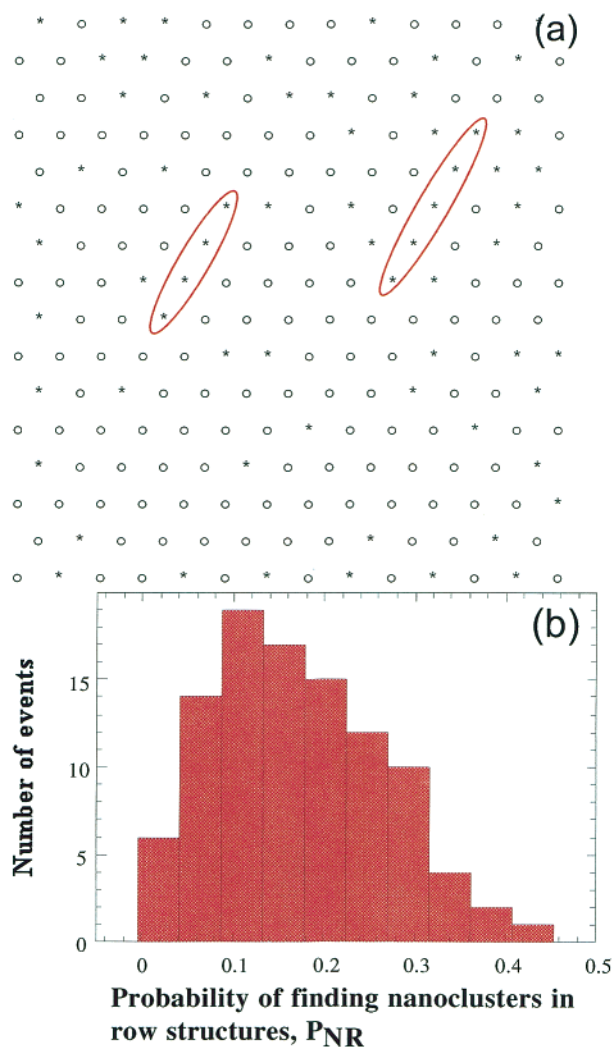 (a)
(b)
Number of events
15
10
5
0
0
0.1
0.2
0.3
0.4
0.5
Probability of finding nanoclusters in
row structures, PNR